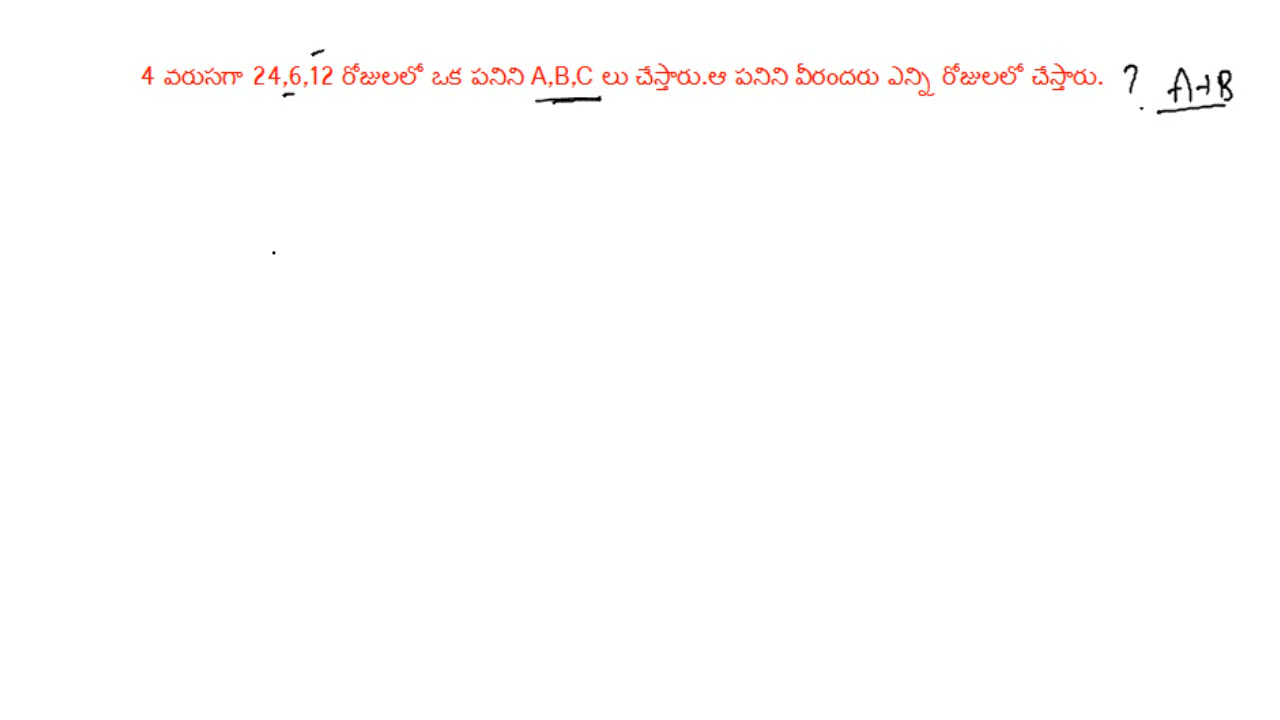 4 వరుసగా 24,6,12 రోజులలో ఒక పనిని A,B,C లు చేస్తారు.ఆ పనిని వీరందరు ఎన్ని రోజులలో చేస్తారు. ? A+B